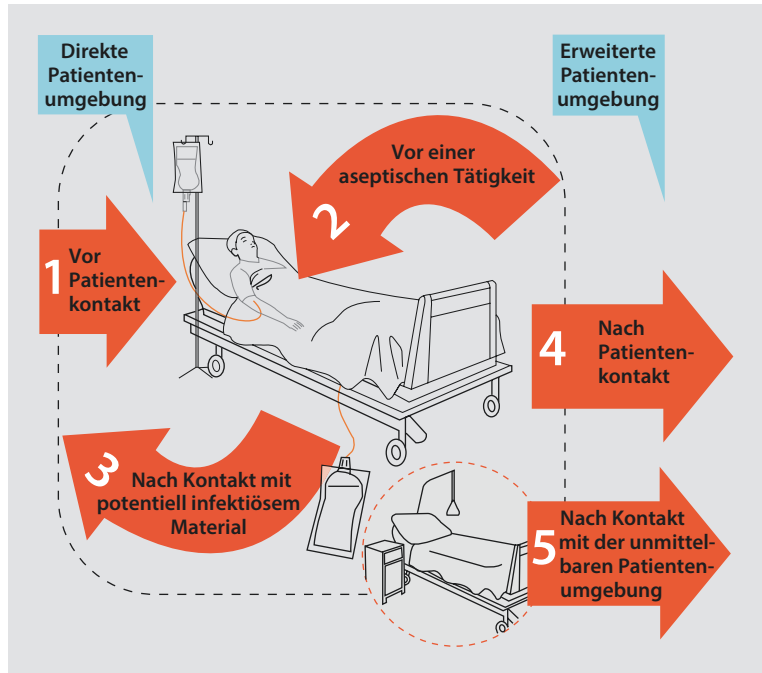 Direkte
Patienten-
umgebung
Erweiterte
Patienten-
umgebung
Vor einer
aseptischen Tätigkeit
2
1
Vor
Patienten-
kontakt
4
Nach
Patienten-
kontakt
3
Nach Kontakt mit
potentiell infektiösem
Material
5
Nach Kontakt
mit der unmittel-
baren Patienten-
umgebung